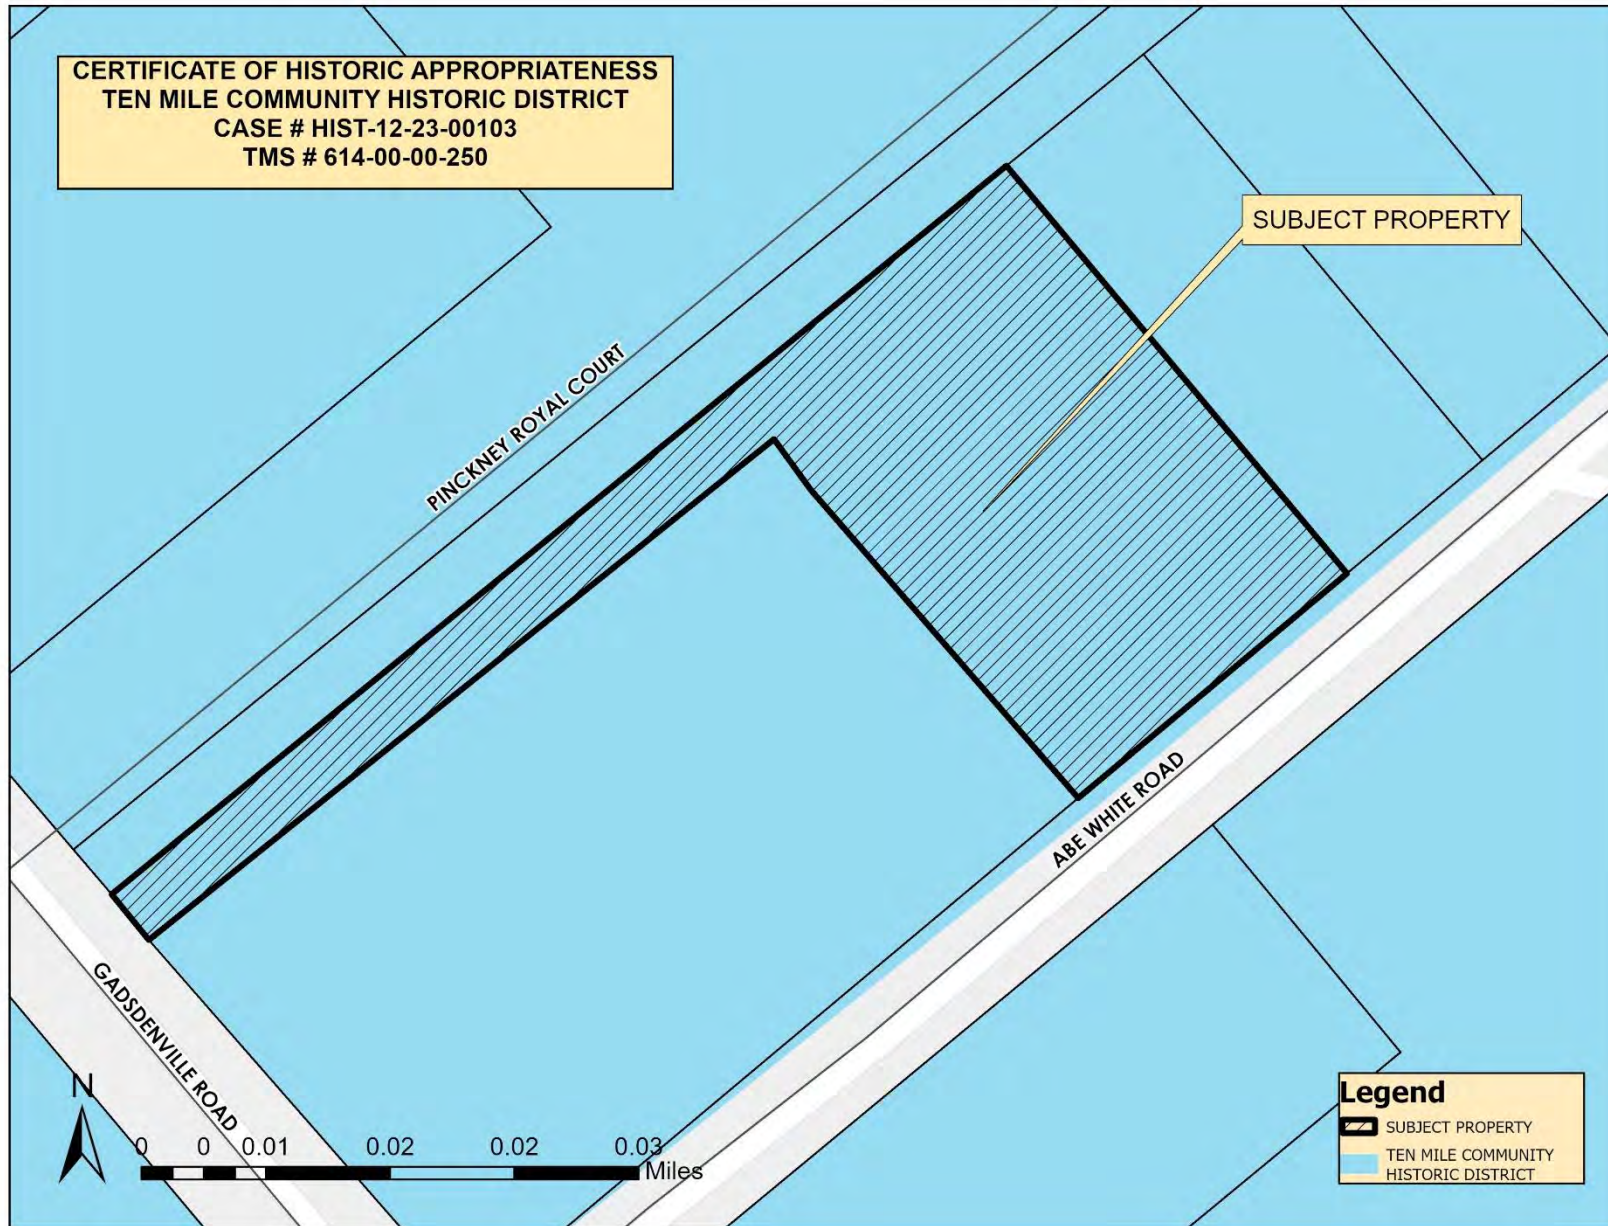 CERTIFICATE OF HISTORIC APPROPRIATENESS
TEN MILE COMMUNITY HISTORIC DISTRICT
CASE # HIST-12-23-00103
TMS # 614-00-00-250
SUBJECT PROPERTY
PINCKNEY ROYAL COURT
ABE WHITE ROAD
GADSDENVILLE ROAD
N
0 0 0.01 0.02 0.02 0.03
Miles
Legend
SUBJECT PROPERTY
TEN MILE COMMUNITY
HISTORIC DISTRICT